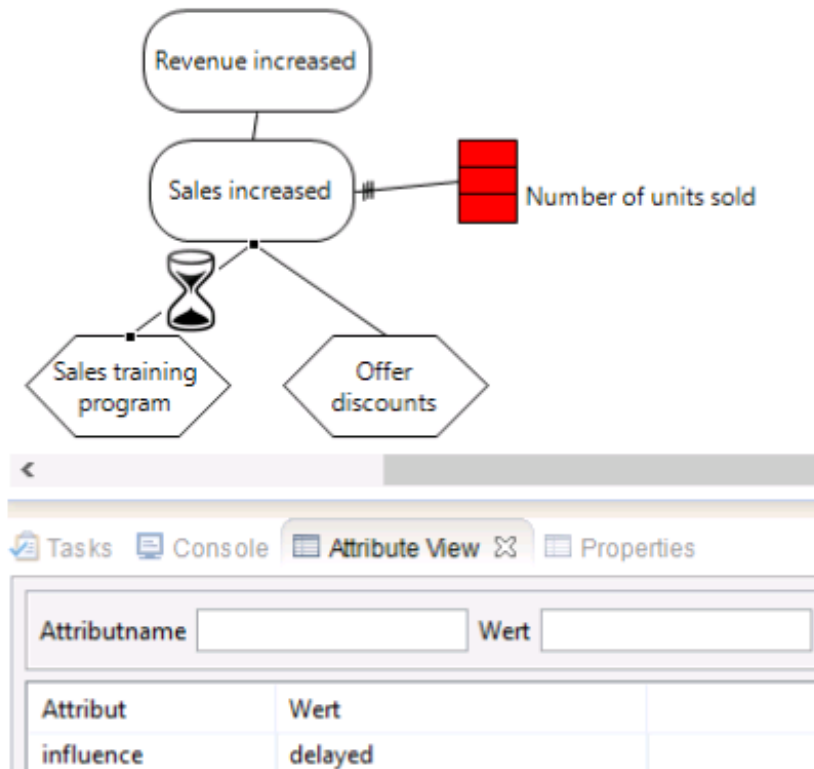 Revenue increased
Sales increased
Number of units sold
Sales training
program
Offer
discounts
Tasks Console Attribute View Properties
Attributname Wert
Attribut Wert
influence delayed